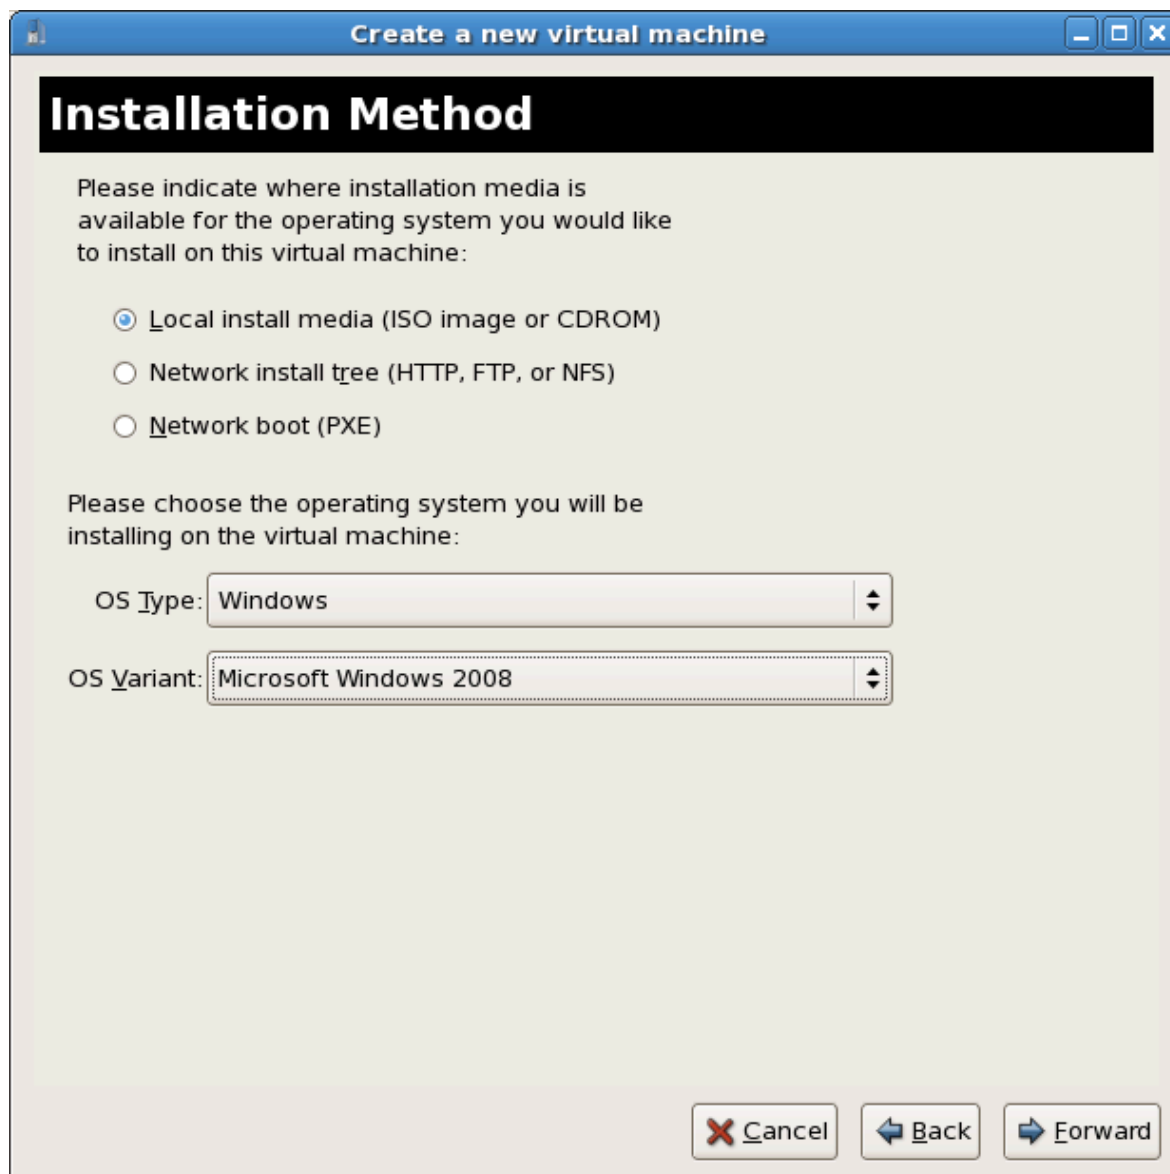 Create a new virtual machine
Installation Method
Please indicate where installation media is
available for the operating system you would like
to install on this virtual machine:
Local install media (ISO image or CDROM)
Network install tree (HTTP, FTP, or NFS)
Network boot (PXE)
Please choose the operating system you will be
installing on the virtual machine:
OS Type: Windows
OS Variant: Microsoft Windows 2008
Cancel Back Forward